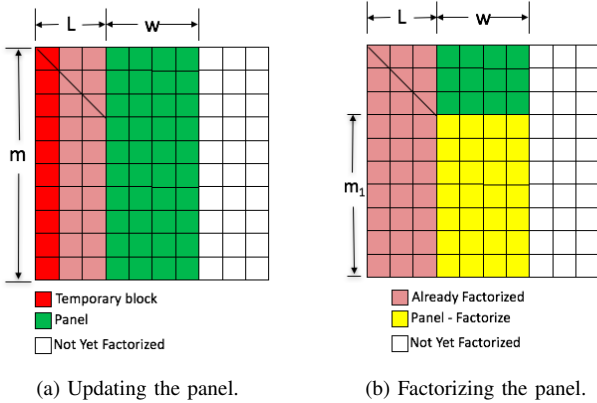 L
w
m
Temporary block
Panel
Not Yet Factorized
(a) Updating the panel.
L
w
m1
Already Factorized
Panel - Factorize
Not Yet Factorized
(b) Factorizing the panel.